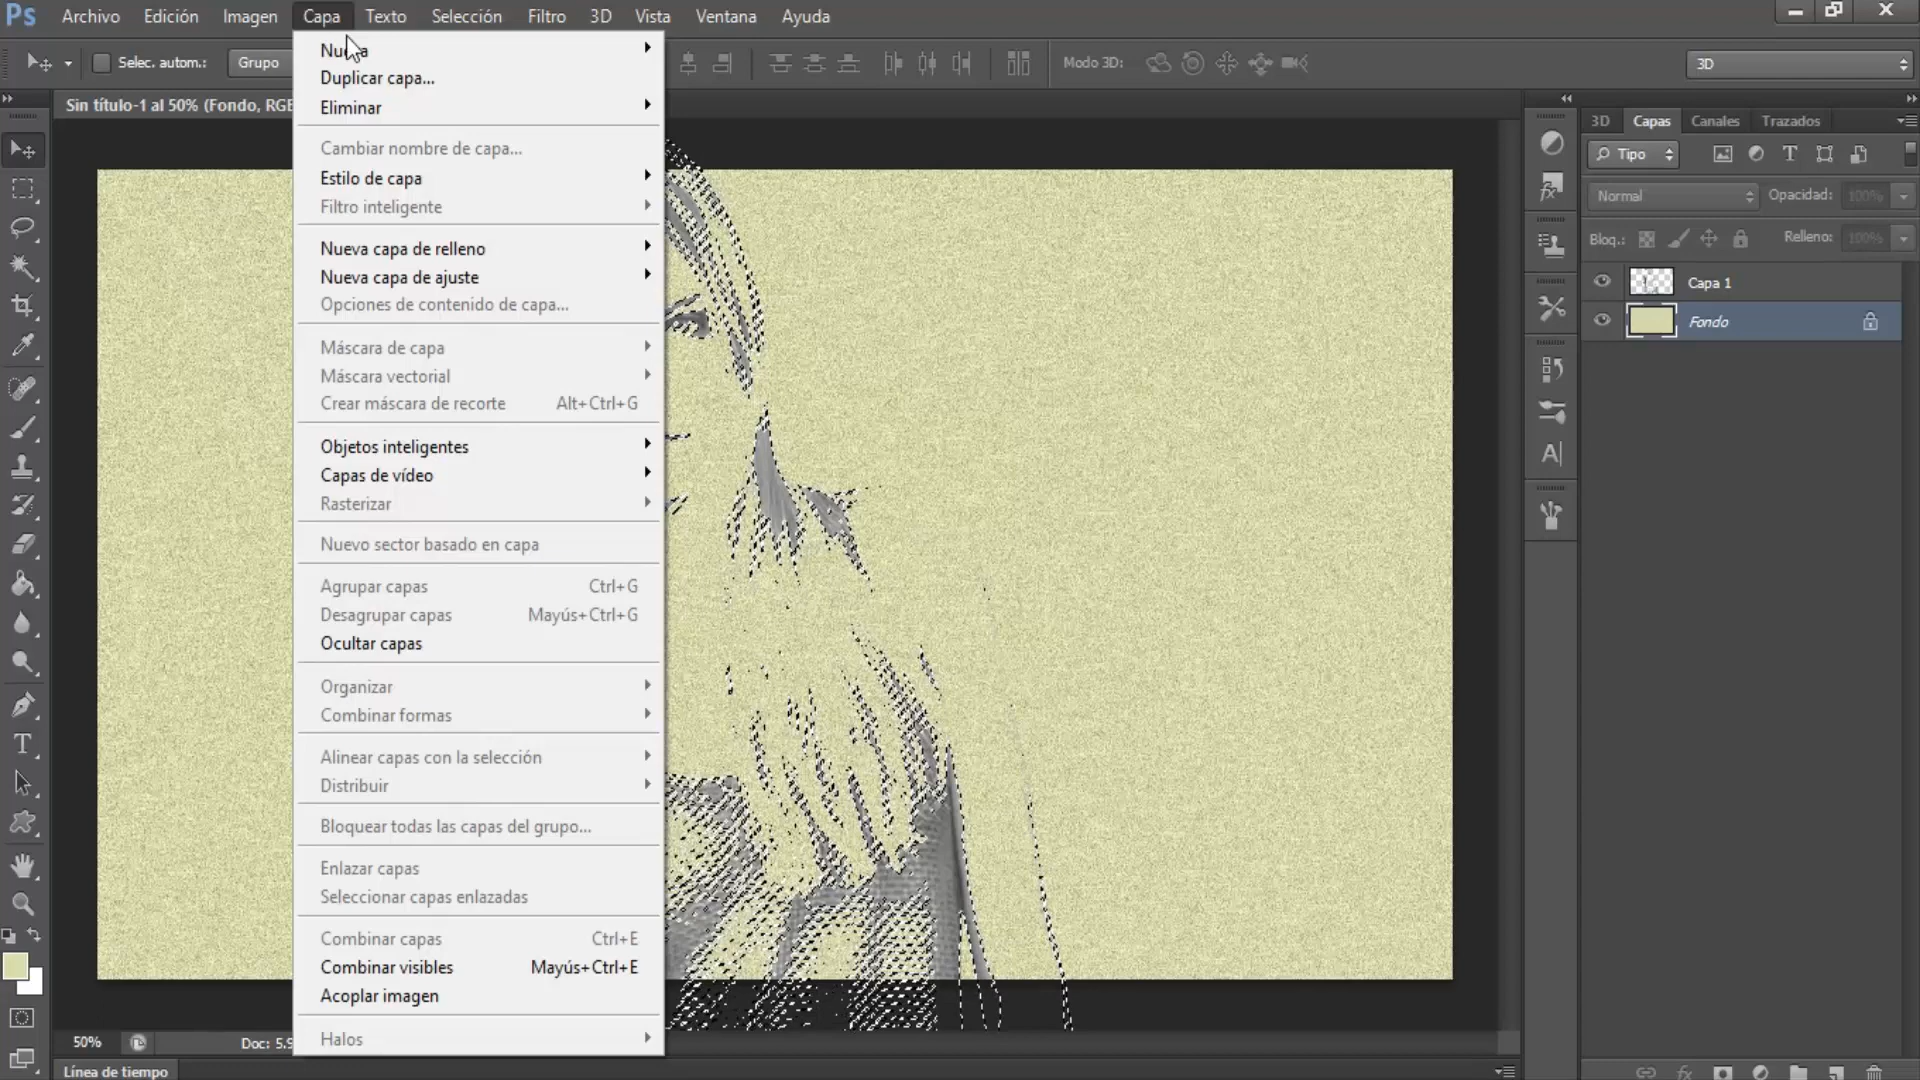 Ps Archivo Edición Imagen Capa Texto Selección Filtro 3D Vista Ventana Ayuda
Selec. autom.: Grupo Modo 3D: 3D
Sin título-1 al 50% (Fondo, RG
Duplicar capa...
Eliminar
Cambiar nombre de capa...
Estilo de capa
Filtro inteligente
Nueva capa de relleno
Nueva capa de ajuste
Opciones de contenido de capa...
Máscara de capa
Máscara vectorial
Crear máscara de recorte Alt+Ctrl+G
Objetos inteligentes
Capas de vídeo
Rasterizar
Nuevo sector basado en capa
Agrupar capas Ctrl+G
Desagrupar capas Mayús+Ctrl+G
Ocultar capas
Organizar
Combinar formas
Alinear capas con la selección
Distribuir
Bloquear todas las capas del grupo...
Enlazar capas
Seleccionar capas enlazadas
Combinar capas Ctrl+E
Combinar visibles Mayús+Ctrl+E
Acoplar imagen
Halos
3D Capas Canales Trazados
Tipo
Normal Opacidad: 100%
Bloq.: Relleno: 100%
Capa 1
Fondo
50% Doc: 5.9
Línea de tiempo